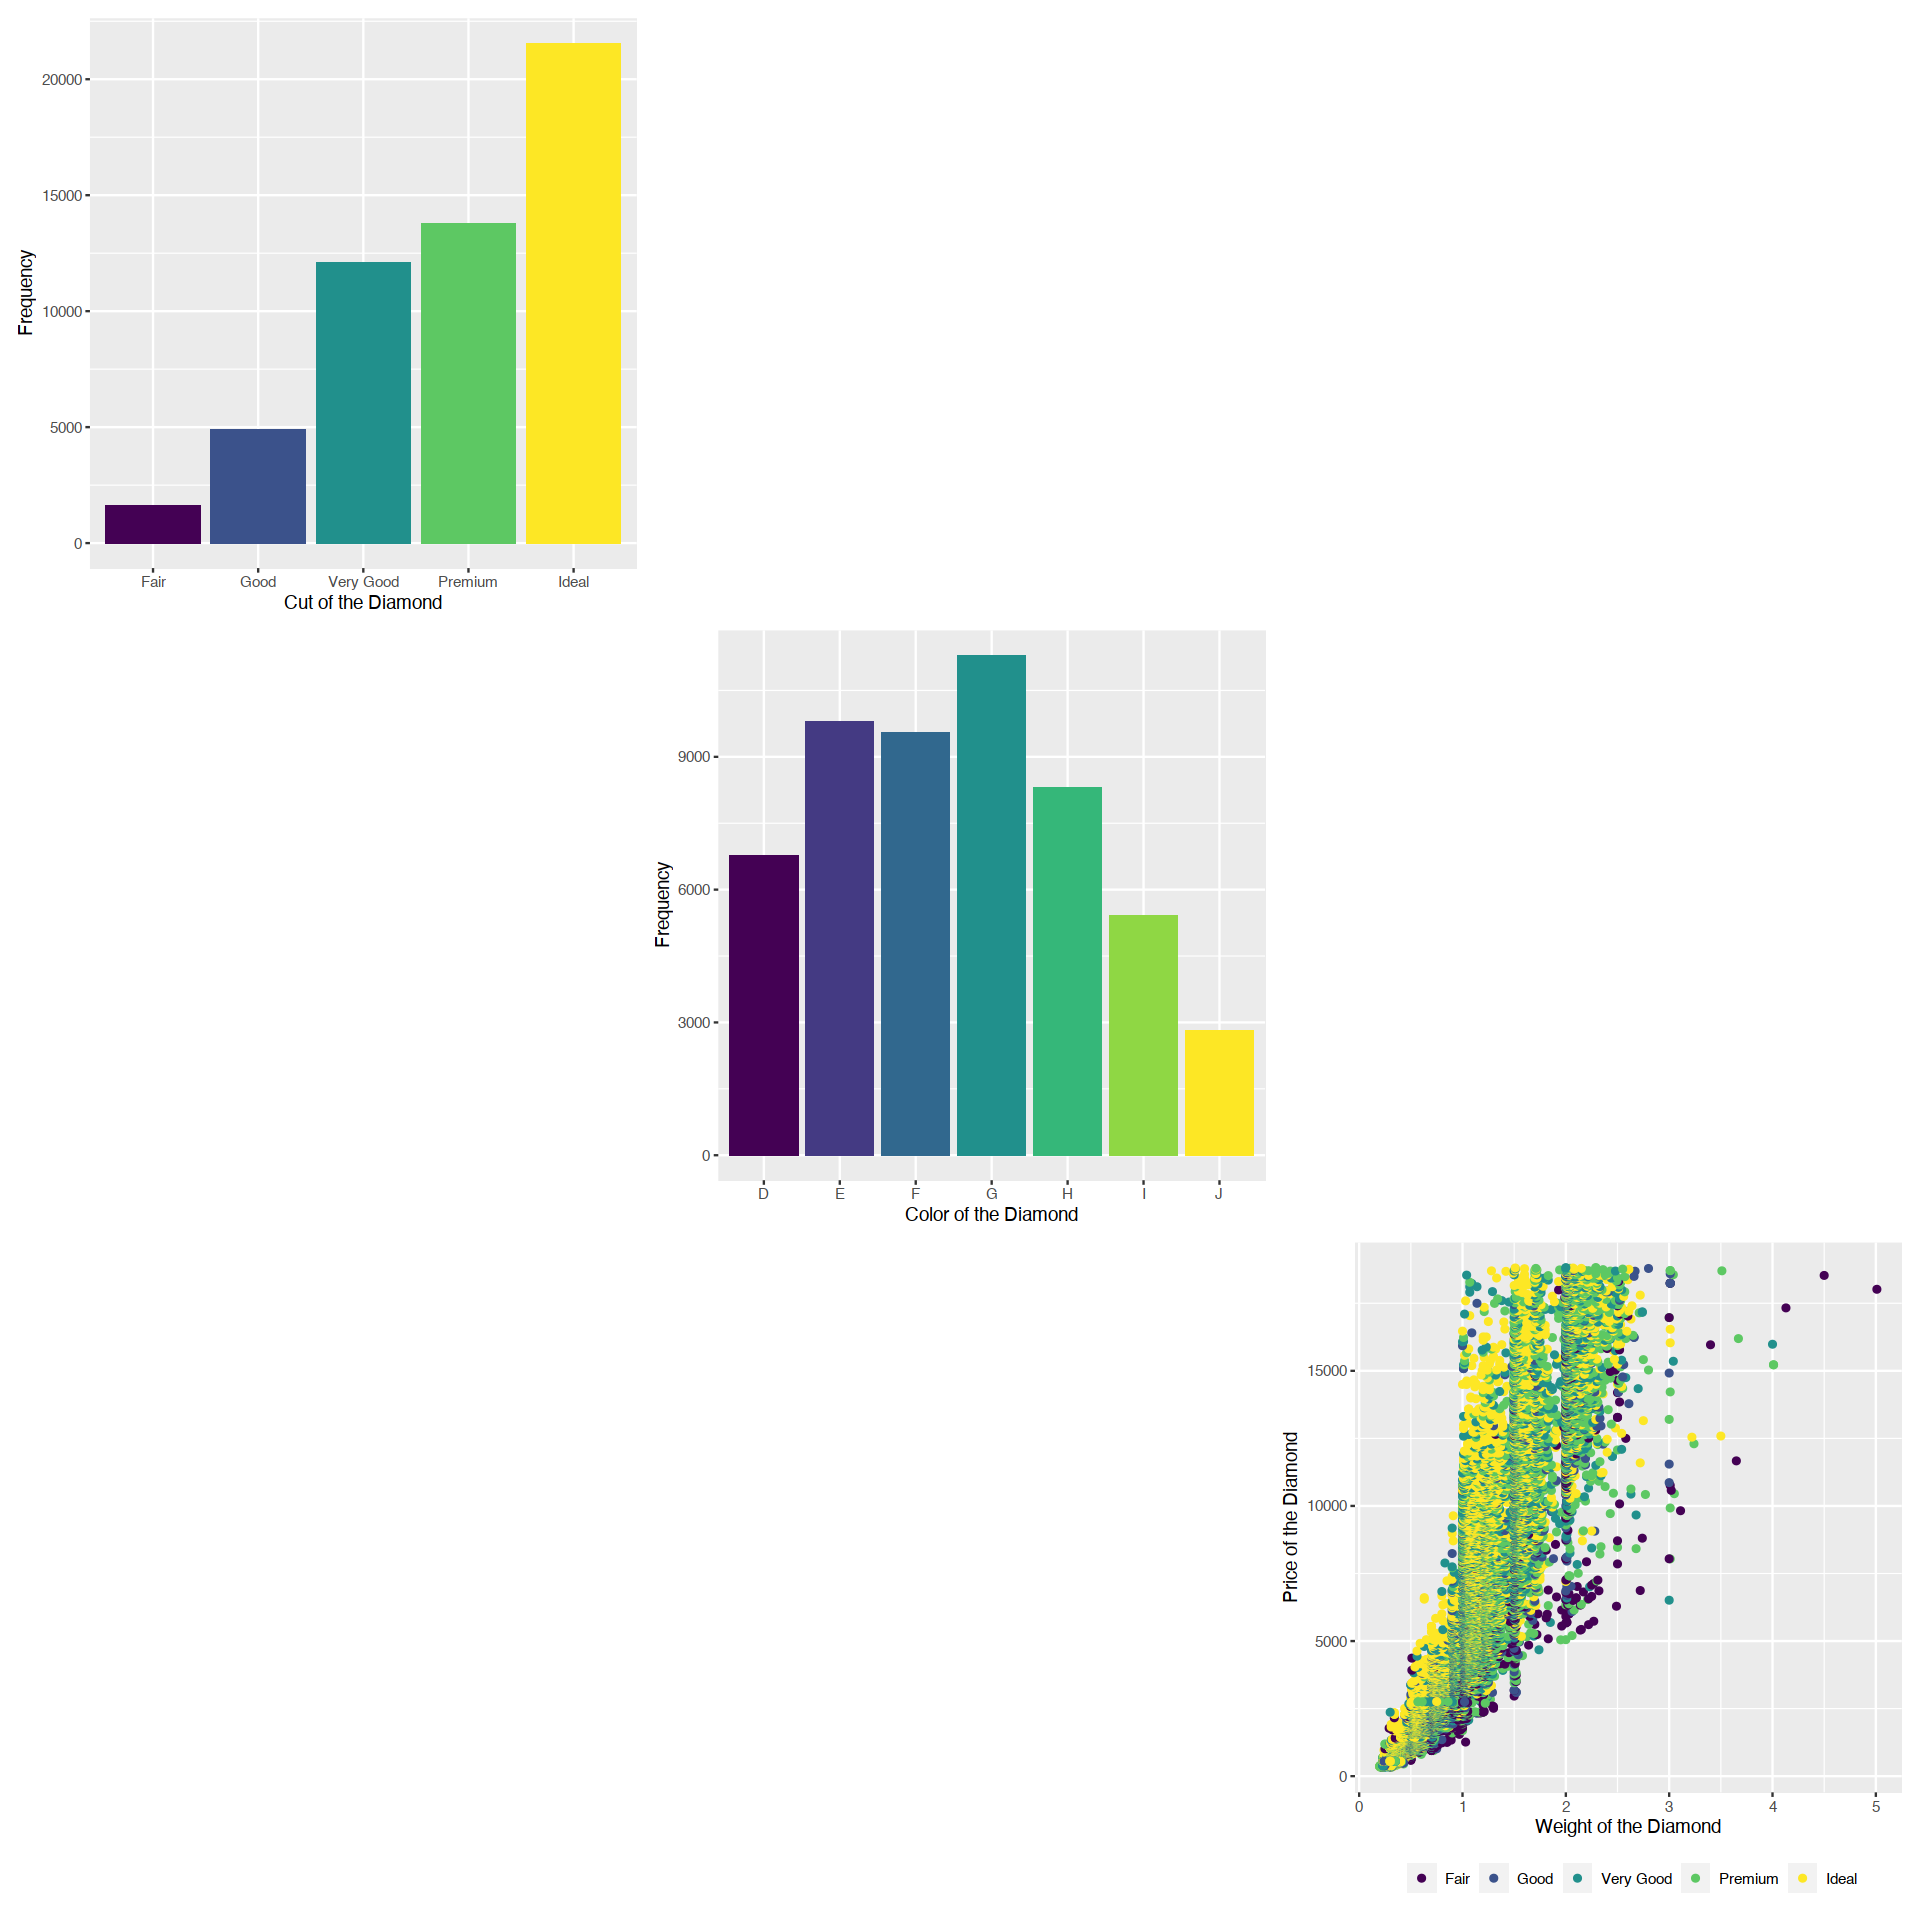 Frequency
20000
15000
10000
5000
0
Fair Good Very Good Premium Ideal
Cut of the Diamond
Frequency
9000
6000
3000
0
D E F G H I J
Color of the Diamond
Price of the Diamond
15000
10000
5000
0
0 1 2 3 4 5
Weight of the Diamond
Fair Good Very Good Premium Ideal